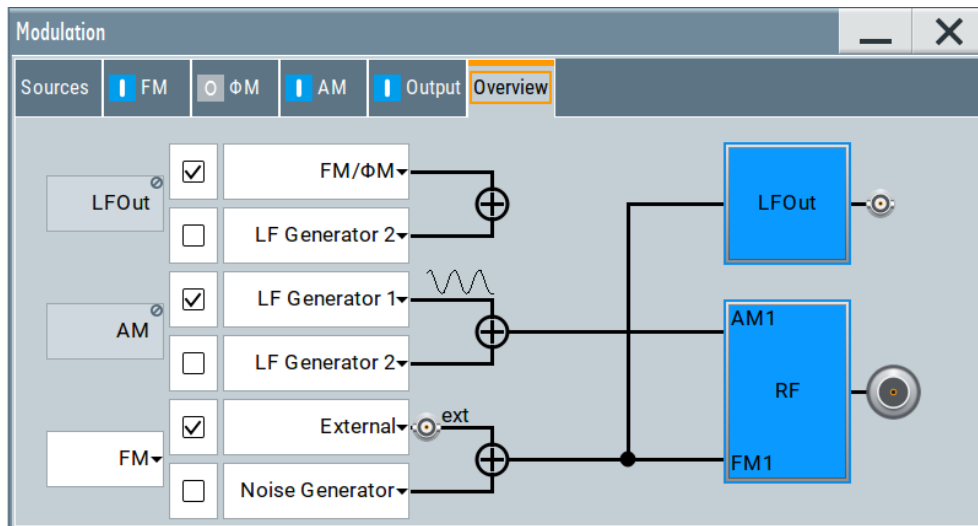 Modulation
Sources FM O ΦM AM Output Overview
FM/ΦM
LFOut
LF Generator 2
LFOut
LF Generator 1
AM
LF Generator 2
AM1
RF
External
ext
FM
Noise Generator
FM1